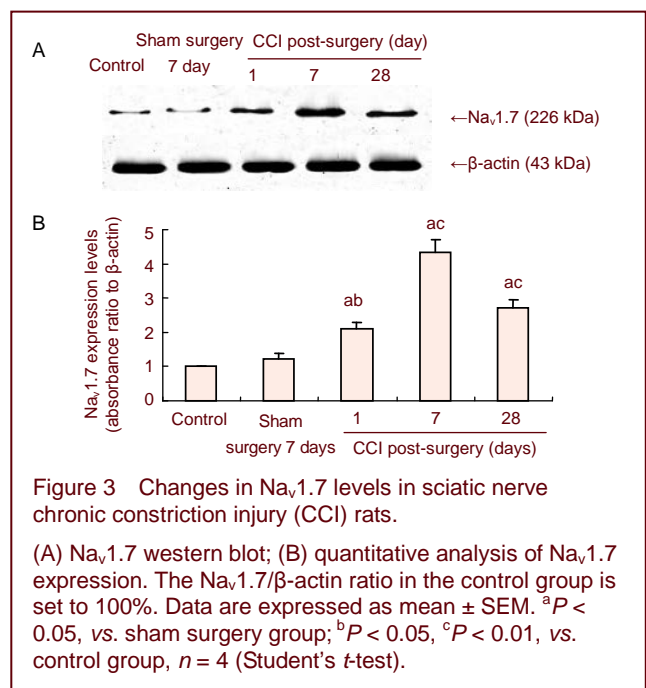 A
Sham surgery CCI post-surgery (day)
Control 7 day 1 7 28
←Naᵥ1.7 (226 kDa)
←β-actin (43 kDa)
B
Naᵥ1.7 expression levels
(absorbance ratio to β-actin)
5
4
3
2
1
0
ab
ac
ac
Control Sham 1 7 28
surgery 7 days CCI post-surgery (days)
Figure 3 Changes in Naᵥ1.7 levels in sciatic nerve
chronic constriction injury (CCI) rats.
(A) Naᵥ1.7 western blot; (B) quantitative analysis of Naᵥ1.7
expression. The Naᵥ1.7/β-actin ratio in the control group is
set to 100%. Data are expressed as mean ± SEM. ᵃP <
0.05, vs. sham surgery group; ᵇP < 0.05, ᶜP < 0.01, vs.
control group, n = 4 (Student's t-test).